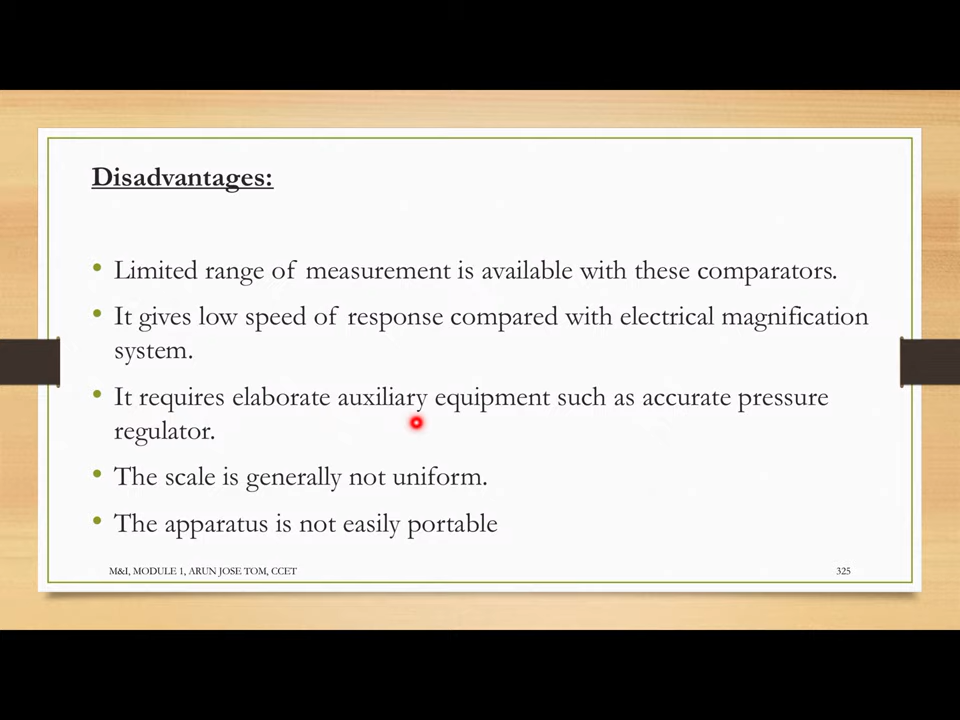 Disadvantages:
• Limited range of measurement is available with these comparators.
• It gives low speed of response compared with electrical magnification
system.
• It requires elaborate auxiliary equipment such as accurate pressure
regulator.
• The scale is generally not uniform.
• The apparatus is not easily portable
M&I, MODULE 1, ARUN JOSE TOM, CCET
325